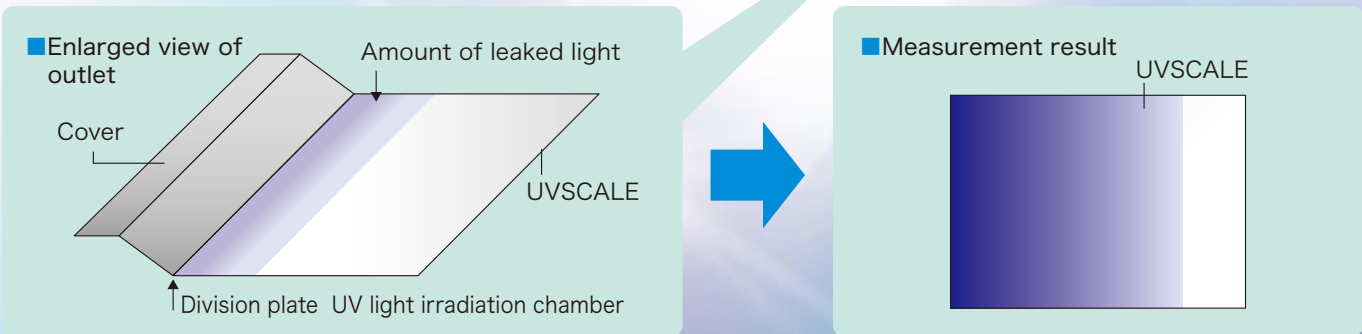 ■Enlarged view of
outlet
Amount of leaked light
Cover
UVSCALE
Division plate UV light irradiation chamber
■Measurement result
UVSCALE